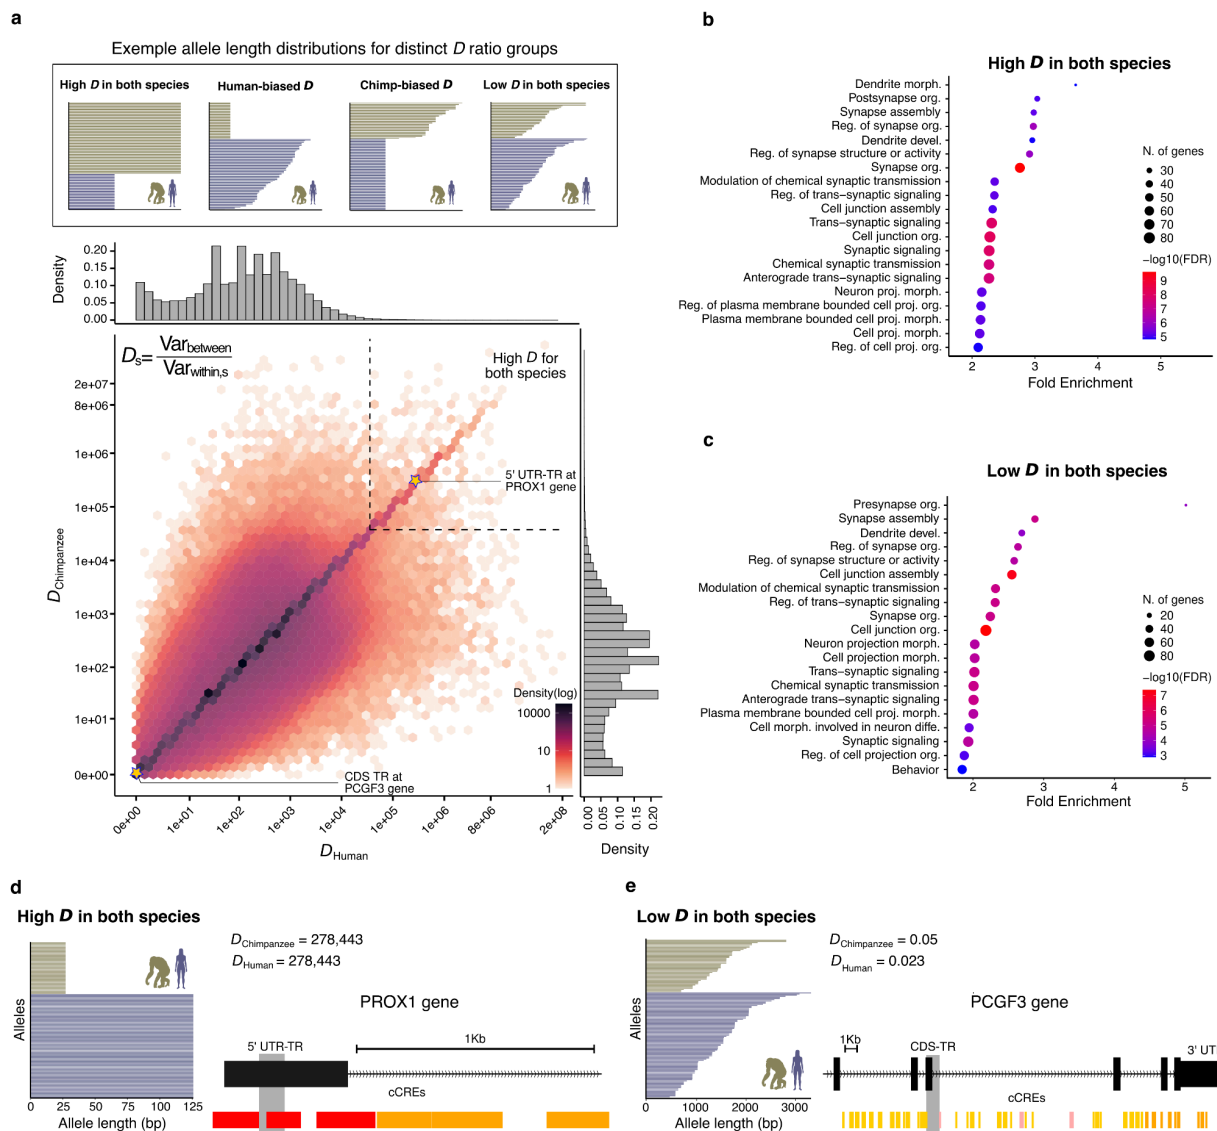 a
Exemple allele length distributions for distinct D ratio groups
High D in both species
Human-biased D
Chimp-biased D
Low D in both species
Density
0.20
0.15
0.10
0.05
0.00
Ds= Varbetween
Varwithin,s
High D for
both species
DChimpanzee
2e+07
8e+06
1e+06
1e+05
1e+04
1e+03
1e+02
1e+01
0e+00
5' UTR-TR at
PROX1 gene
CDS TR at
PCGF3 gene
Density(log)
10000
10
1
0e+00
1e+01
1e+02
1e+03
1e+04
1e+05
1e+06
8e+06
2e+08
DHuman
0.00
0.05
0.10
0.15
0.20
Density
b
High D in both species
Dendrite morph.
Postsynapse org.
Synapse assembly
Reg. of synapse org.
Dendrite devel.
Reg. of synapse structure or activity
Synapse org.
Modulation of chemical synaptic transmission
Reg. of trans−synaptic signaling
Cell junction assembly
Trans−synaptic signaling
Cell junction org.
Synaptic signaling
Chemical synaptic transmission
Anterograde trans−synaptic signaling
Neuron proj. morph.
Reg. of plasma membrane bounded cell proj. org.
Plasma membrane bounded cell proj. morph.
Cell proj. morph.
Reg. of cell proj. org.
2 3 4 5
Fold Enrichment
N. of genes
30
40
50
60
70
80
−log10(FDR)
9
8
7
6
5
c
Low D in both species
Presynapse org.
Synapse assembly
Dendrite devel.
Reg. of synapse org.
Reg. of synapse structure or activity
Cell junction assembly
Modulation of chemical synaptic transmission
Reg. of trans−synaptic signaling
Synapse org.
Cell junction org.
Neuron projection morph.
Cell projection morph.
Trans−synaptic signaling
Chemical synaptic transmission
Anterograde trans−synaptic signaling
Plasma membrane bounded cell proj. morph.
Cell morph. involved in neuron diffe.
Synaptic signaling
Reg. of cell projection org.
Behavior
2 3 4 5
Fold Enrichment
N. of genes
20
40
60
80
−log10(FDR)
7
6
5
4
3
d
High D in both species
DChimpanzee = 278,443
DHuman = 278,443
Alleles
0 25 50 75 100 125
Allele length (bp)
PROX1 gene
5' UTR-TR
1Kb
cCREs
e
Low D in both species
DChimpanzee = 0.05
DHuman = 0.023
Alleles
0 1000 2000 3000
Allele length (bp)
PCGF3 gene
1Kb
CDS-TR
3' UT
cCREs